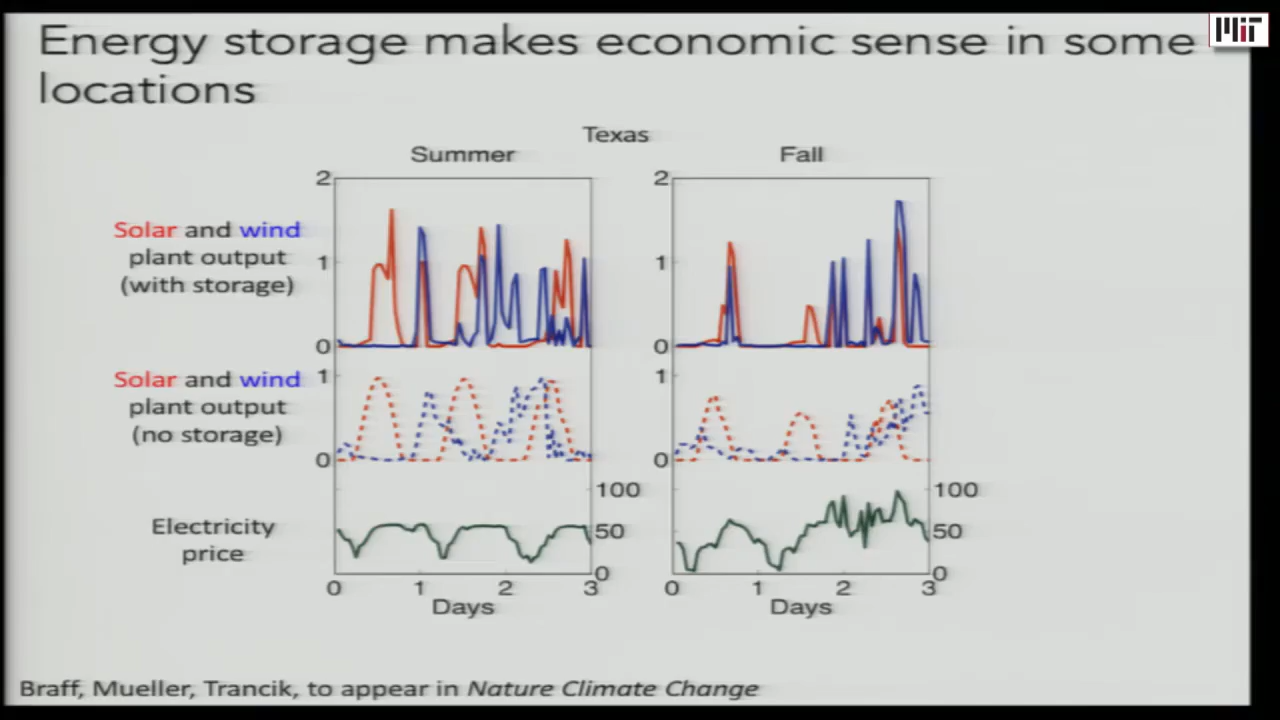 Energy storage makes economic sense in some
locations
MIT
Texas
Summer
Fall
Solar and wind
plant output
(with storage)
2
1
0
2
1
0
Solar and wind
plant output
(no storage)
1
0
1
0
Electricity
price
100
50
0
100
50
0
0 1 2 3
0 1 2 3
Days
Days
Braff, Mueller, Trancik, to appear in Nature Climate Change